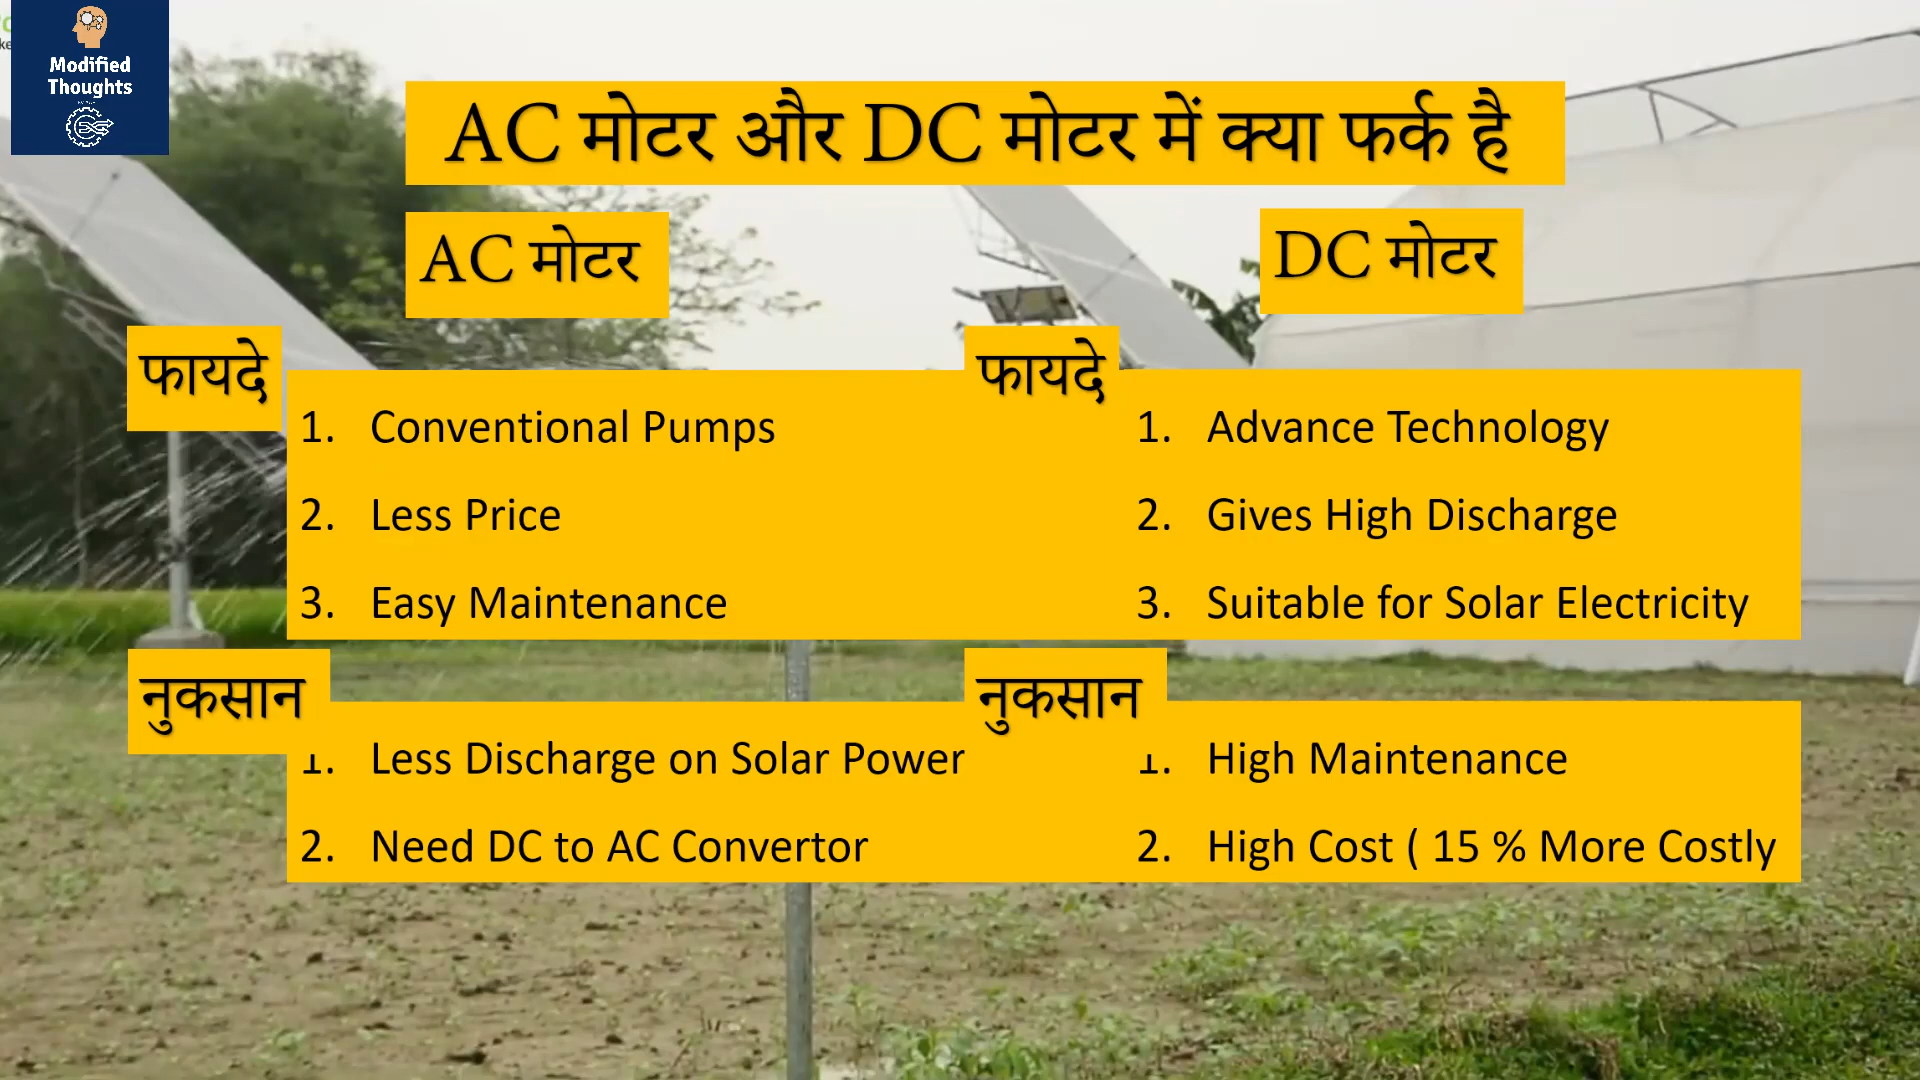 Modified
Thoughts
AC मोटर और DC मोटर में क्या फर्क है
AC मोटर
फायदे
1. Conventional Pumps
2. Less Price
3. Easy Maintenance
नुकसान
1. Less Discharge on Solar Power
2. Need DC to AC Convertor
DC मोटर
फायदे
1. Advance Technology
2. Gives High Discharge
3. Suitable for Solar Electricity
नुकसान
1. High Maintenance
2. High Cost ( 15 % More Costly